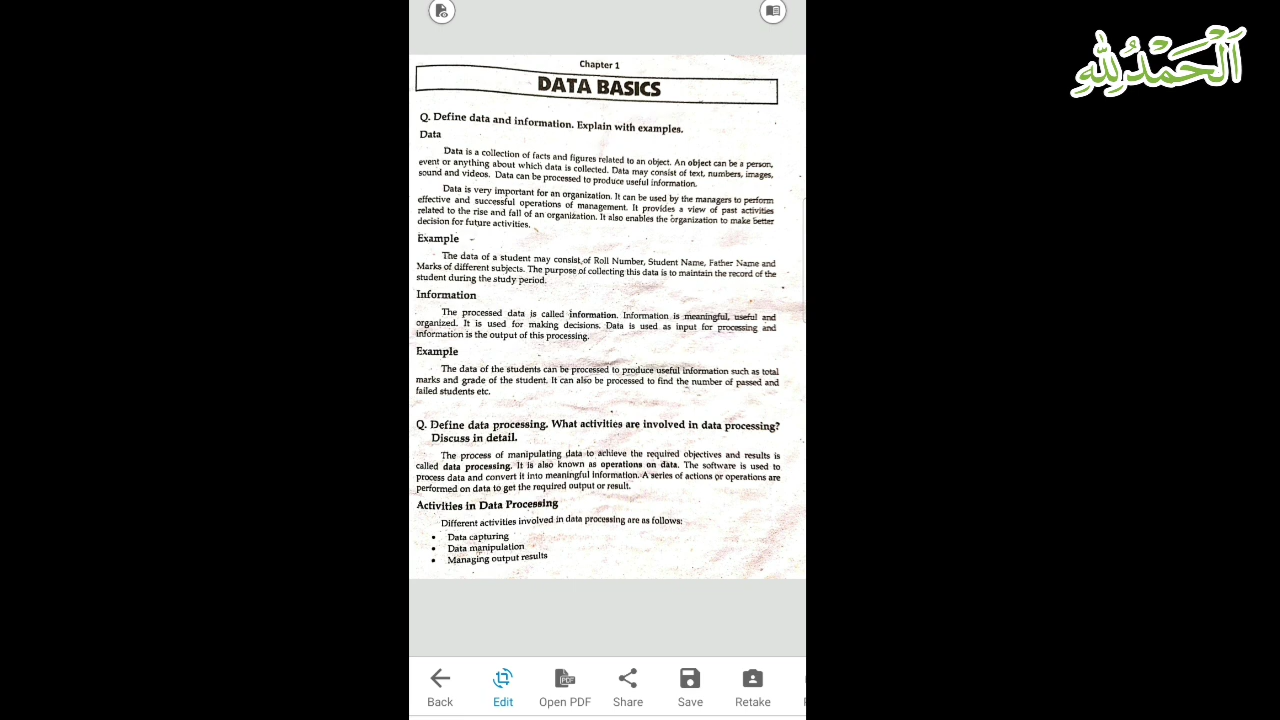 اَلْحَمْدُ لِلّٰهِ
Chapter 1
DATA BASICS
Q. Define data and information. Explain with examples.
Data
Data is a collection of facts and figures related to an object. An object can be a person,
event or anything about which data is collected. Data may consist of text, numbers, images,
sound and videos. Data can be processed to produce useful information.
Data is very important for an organization. It can be used by the managers to perform
effective and successful operations of management. It provides a view of past activities
related to the rise and fall of an organization. It also enables the organization to make better
decision for future activities.
Example
The data of a student may consist of Roll Number, Student Name, Father Name and
Marks of different subjects. The purpose of collecting this data is to maintain the record of the
student during the study period.
Information
The processed data is called information. Information is meaningful, useful and
organized. It is used for making decisions. Data is used as input for processing and
information is the output of this processing.
Example
The data of the students can be processed to produce useful information such as total
marks and grade of the student. It can also be processed to find the number of passed and
failed students etc.
Q. Define data processing. What activities are involved in data processing?
Discuss in detail.
The process of manipulating data to achieve the required objectives and results is
called data processing. It is also known as operations on data. The software is used to
process data and convert it into meaningful information. A series of actions or operations are
performed on data to get the required output or result.
Activities in Data Processing
Different activities involved in data processing are as follows:
• Data capturing
• Data manipulation
• Managing output results
PDF
Back Edit Open PDF Share Save Retake